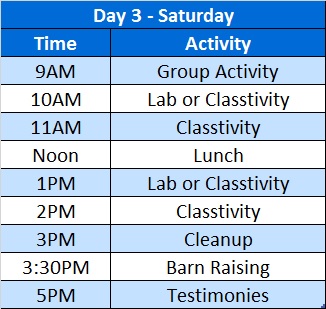 Day 3 - Saturday
Time Activity
9AM Group Activity
10AM Lab or Classtivity
11AM Classtivity
Noon Lunch
1PM Lab or Classtivity
2PM Classtivity
3PM Cleanup
3:30PM Barn Raising
5PM Testimonies